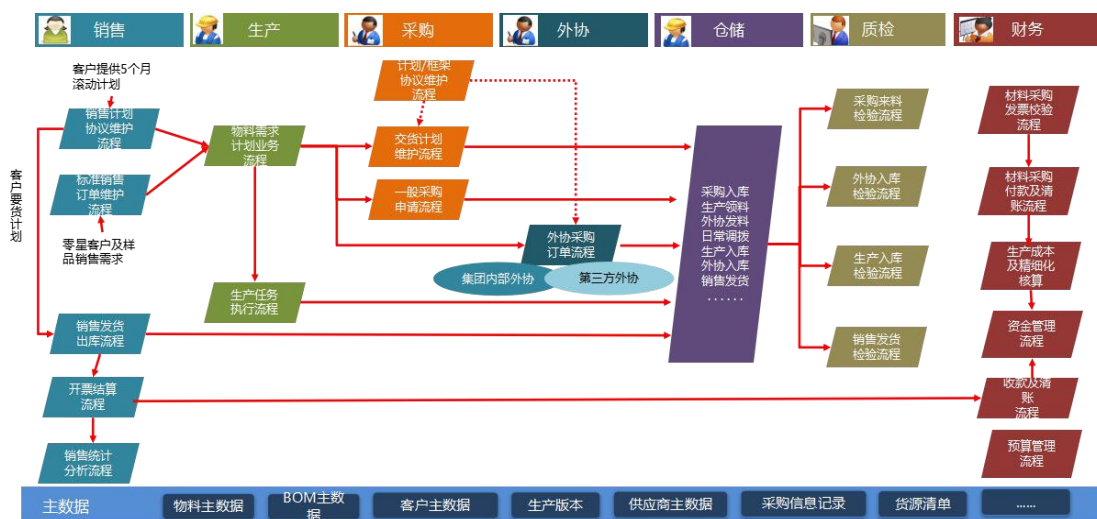 销售
生产
采购
外协
仓储
质检
财务
客户提供5个月
滚动计划
销售计划
协议维护
流程
标准销售
订单维护
流程
零星客户及样
品销售需求
客户要货计划
销售发货
出库流程
开票结算
流程
销售统计
分析流程
物料需求
计划业务
流程
生产任务
执行流程
计划/框架
协议维护
流程
交货计划
维护流程
一般采购
申请流程
外协采购
订单流程
集团内部外协
第三方外协
采购入库
生产领料
外协发料
日常调拨
生产入库
外协入库
销售发货
······
采购来料
检验流程
外协入库
检验流程
生产入库
检验流程
销售发货
检验流程
材料采购
发票校验
流程
材料采购
付款及清
账流程
生产成本
及精细化
核算
资金管理
流程
收款及清
账
流程
预算管理
流程
主数据
物料主数据
BOM主数
据
客户主数据
生产版本
供应商主数据
采购信息记录
货源清单
······